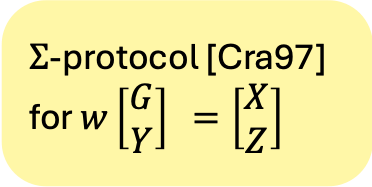 Σ-protocol [Cra97]
for w [G Y] = [X Z]